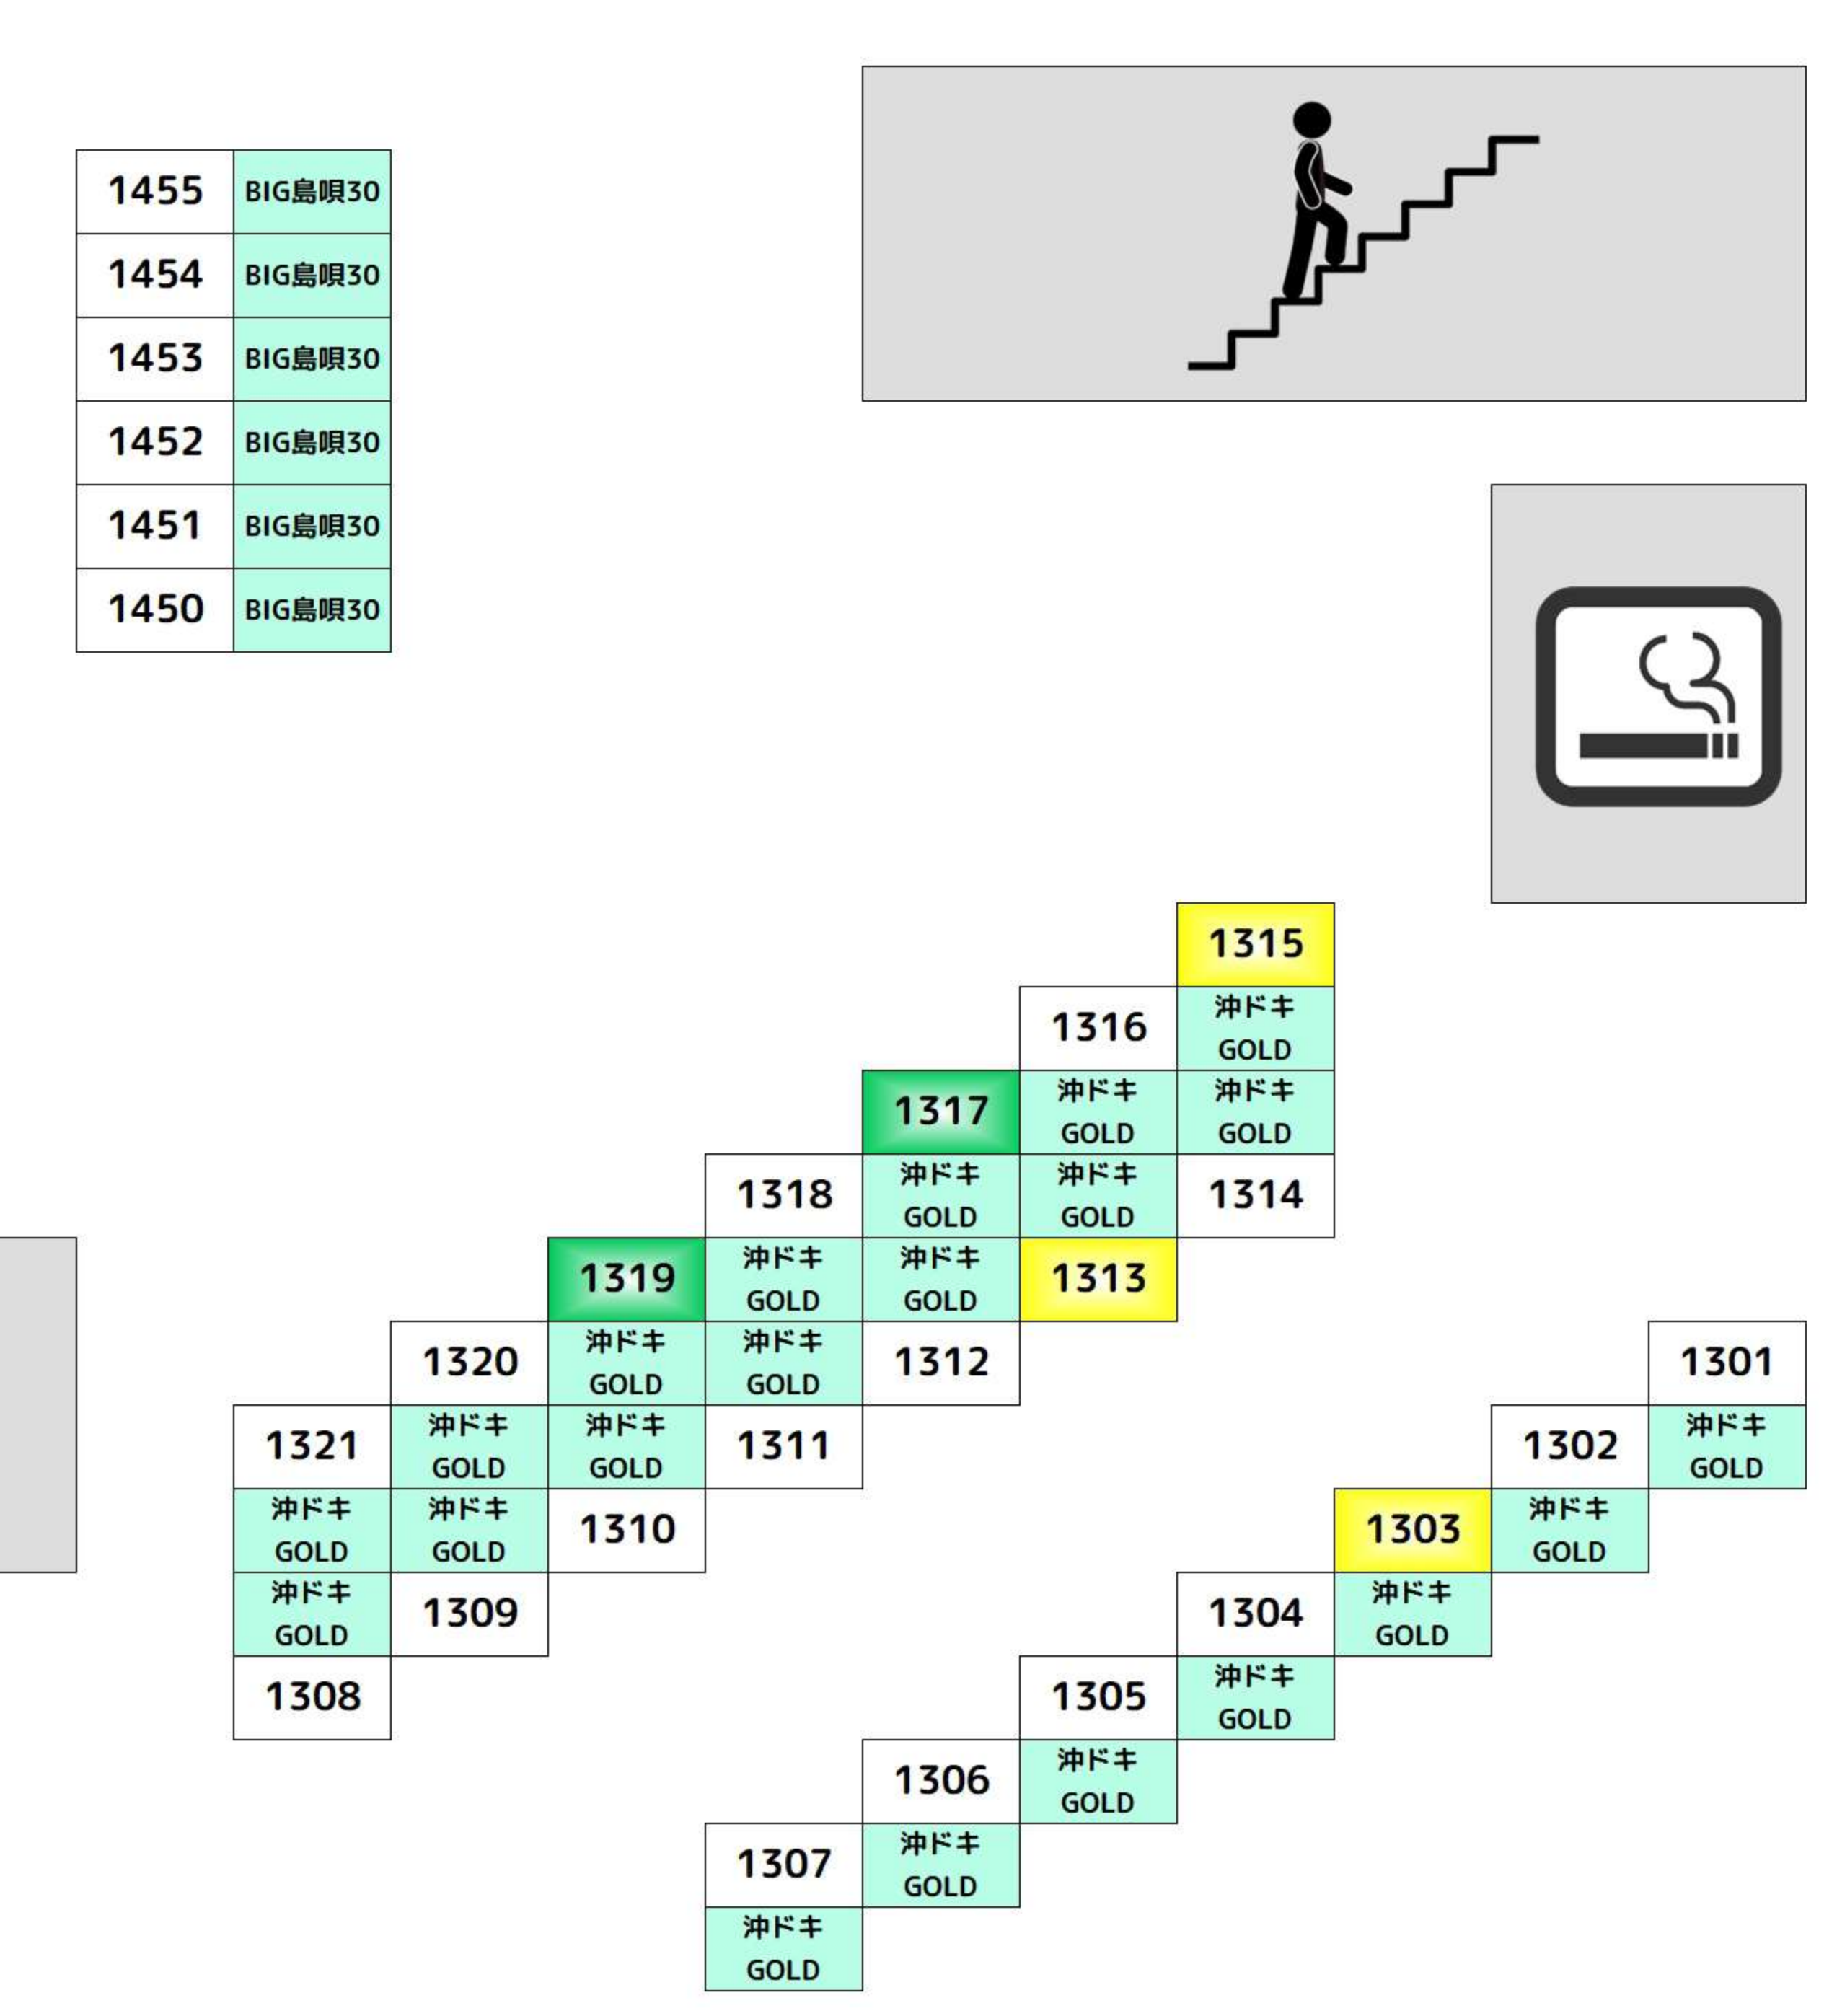 1455 BIG島唄30
1454 BIG島唄30
1453 BIG島唄30
1452 BIG島唄30
1451 BIG島唄30
1450 BIG島唄30
1315
1316 沖ドキ
GOLD
1317 沖ドキ 沖ドキ
GOLD GOLD
1318 沖ドキ 沖ドキ 1314
GOLD GOLD
1319 沖ドキ 沖ドキ 1313
GOLD GOLD
1320 沖ドキ 沖ドキ 1312 1301
GOLD GOLD
1321 沖ドキ 沖ドキ 1311 1302 沖ドキ
GOLD GOLD GOLD
沖ドキ 沖ドキ 1310 1303 沖ドキ
GOLD GOLD GOLD
沖ドキ 1309 1304 沖ドキ
GOLD GOLD
1308 1305 沖ドキ
GOLD
1306 沖ドキ
GOLD
1307 沖ドキ
GOLD
沖ドキ
GOLD